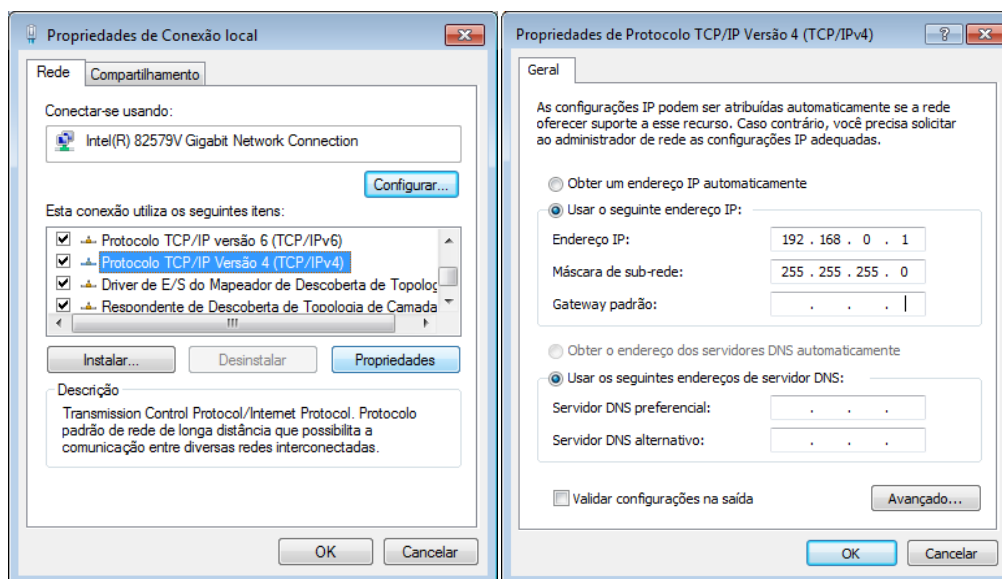 Propriedades de Conexão local
Rede
Compartilhamento
Conectar-se usando:
Intel(R) 82579V Gigabit Network Connection
Configurar...
Esta conexão utiliza os seguintes itens:
Protocolo TCP/IP versão 6 (TCP/IPv6)
Protocolo TCP/IP Versão 4 (TCP/IPv4)
Driver de E/S do Mapeador de Descoberta de Topolog
Respondente de Descoberta de Topologia de Camada
Instalar...
Desinstalar
Propriedades
Descrição
Transmission Control Protocol/Internet Protocol. Protocolo
padrão de rede de longa distância que possibilita a
comunicação entre diversas redes interconectadas.
OK
Cancelar
Propriedades de Protocolo TCP/IP Versão 4 (TCP/IPv4)
Geral
As configurações IP podem ser atribuídas automaticamente se a rede
oferecer suporte a esse recurso. Caso contrário, você precisa solicitar
ao administrador de rede as configurações IP adequadas.
Obter um endereço IP automaticamente
Usar o seguinte endereço IP:
Endereço IP:
192 . 168 . 0 . 1
Máscara de sub-rede:
255 . 255 . 255 . 0
Gateway padrão:
. . .
Obter o endereço dos servidores DNS automaticamente
Usar os seguintes endereços de servidor DNS:
Servidor DNS preferencial:
. . .
Servidor DNS alternativo:
. . .
Validar configurações na saída
Avançado...
OK
Cancelar